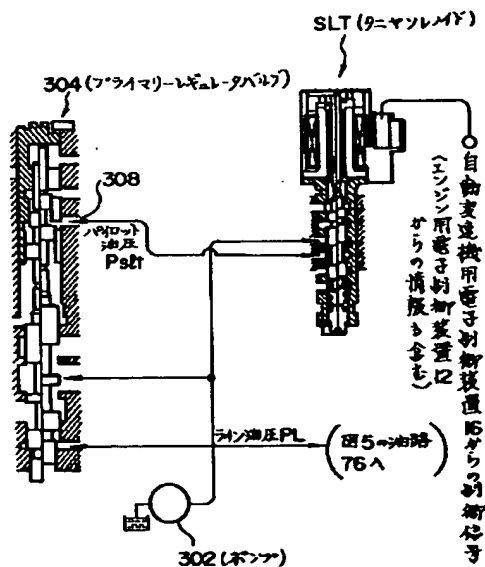 SLT (リニヤソレノイド)
304 (プライマリーレギュレータバルブ)
308
パイロット
油圧
Pslt
自動変速機用電子制御装置16からの制御信号
(エンジン用電子制御装置12
からの情報も含む)
ライン油圧PL
(図5の油路
76へ)
302 (ポンプ)